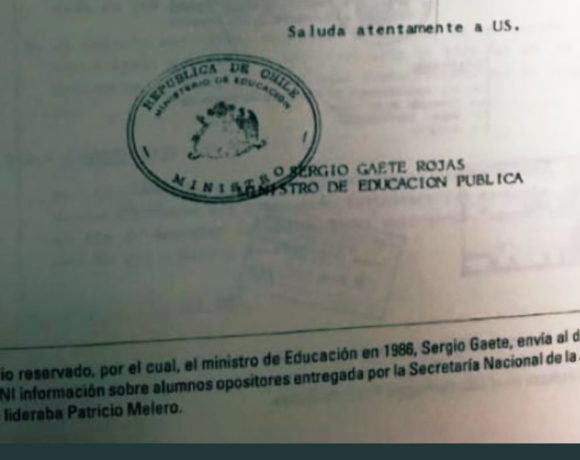 Saluda atentamente a US.
REPUBLICA DE CHILE
MINISTERIO DE EDUCACION
MINISTRO
SERGIO GAETE ROJAS
MINISTRO DE EDUCACION PUBLICA
io reservado, por el cual, el ministro de Educación en 1986, Sergio Gaete, envía al d
NI información sobre alumnos opositores entregada por la Secretaría Nacional de la
lideraba Patricio Melero.